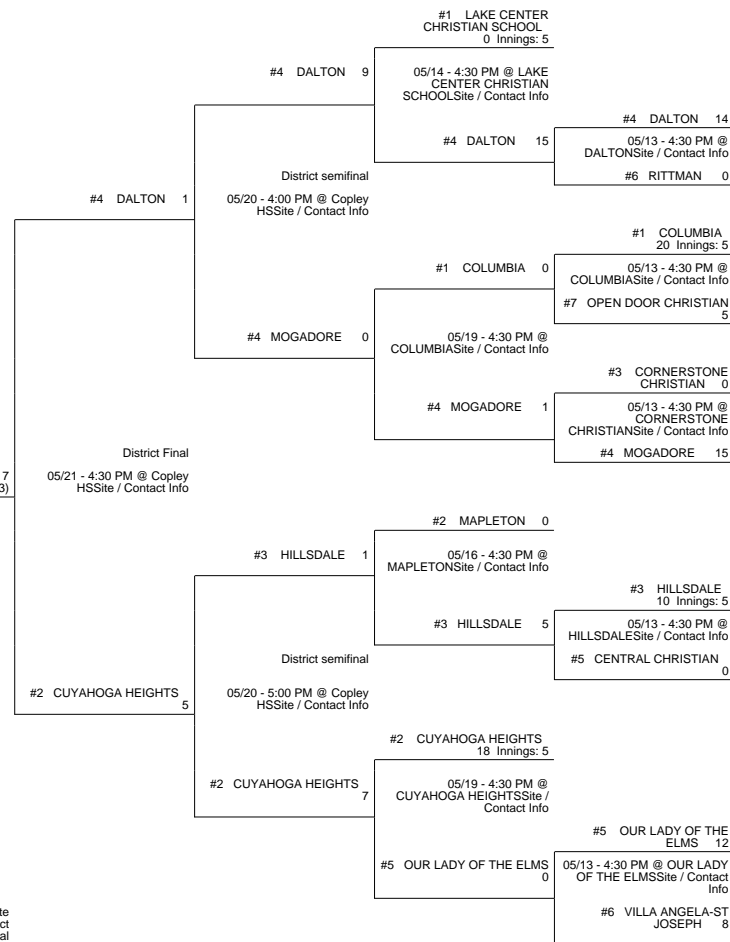 #1 LAKE CENTER
CHRISTIAN SCHOOL
0 Innings: 5
#4 DALTON 9
05/14 - 4:30 PM @ LAKE
CENTER CHRISTIAN
SCHOOLSite / Contact Info
#4 DALTON 14
#4 DALTON 15
05/13 - 4:30 PM @
DALTONSite / Contact Info
District semifinal
#6 RITTMAN 0
#4 DALTON 1
05/20 - 4:00 PM @ Copley
HSSite / Contact Info
#1 COLUMBIA
20 Innings: 5
#1 COLUMBIA 0
05/13 - 4:30 PM @
COLUMBIASite / Contact Info
#7 OPEN DOOR CHRISTIAN
5
#4 MOGADORE 0
05/19 - 4:30 PM @
COLUMBIASite / Contact Info
#3 CORNERSTONE
CHRISTIAN 0
#4 MOGADORE 1
05/13 - 4:30 PM @
CORNERSTONE
CHRISTIANSite / Contact Info
#4 MOGADORE 15
District Final
7
3)
05/21 - 4:30 PM @ Copley
HSSite / Contact Info
#2 MAPLETON 0
#3 HILLSDALE 1
05/16 - 4:30 PM @
MAPLETONSite / Contact Info
#3 HILLSDALE
10 Innings: 5
#3 HILLSDALE 5
05/13 - 4:30 PM @
HILLSDALESite / Contact Info
District semifinal
#5 CENTRAL CHRISTIAN
0
#2 CUYAHOGA HEIGHTS
5
05/20 - 5:00 PM @ Copley
HSSite / Contact Info
#2 CUYAHOGA HEIGHTS
18 Innings: 5
#2 CUYAHOGA HEIGHTS
7
05/19 - 4:30 PM @
CUYAHOGA HEIGHTSSite /
Contact Info
#5 OUR LADY OF THE
ELMS 12
#5 OUR LADY OF THE ELMS
0
05/13 - 4:30 PM @ OUR LADY
OF THE ELMSSite / Contact
Info
#6 VILLA ANGELA-ST
JOSEPH 8
te
ct
al